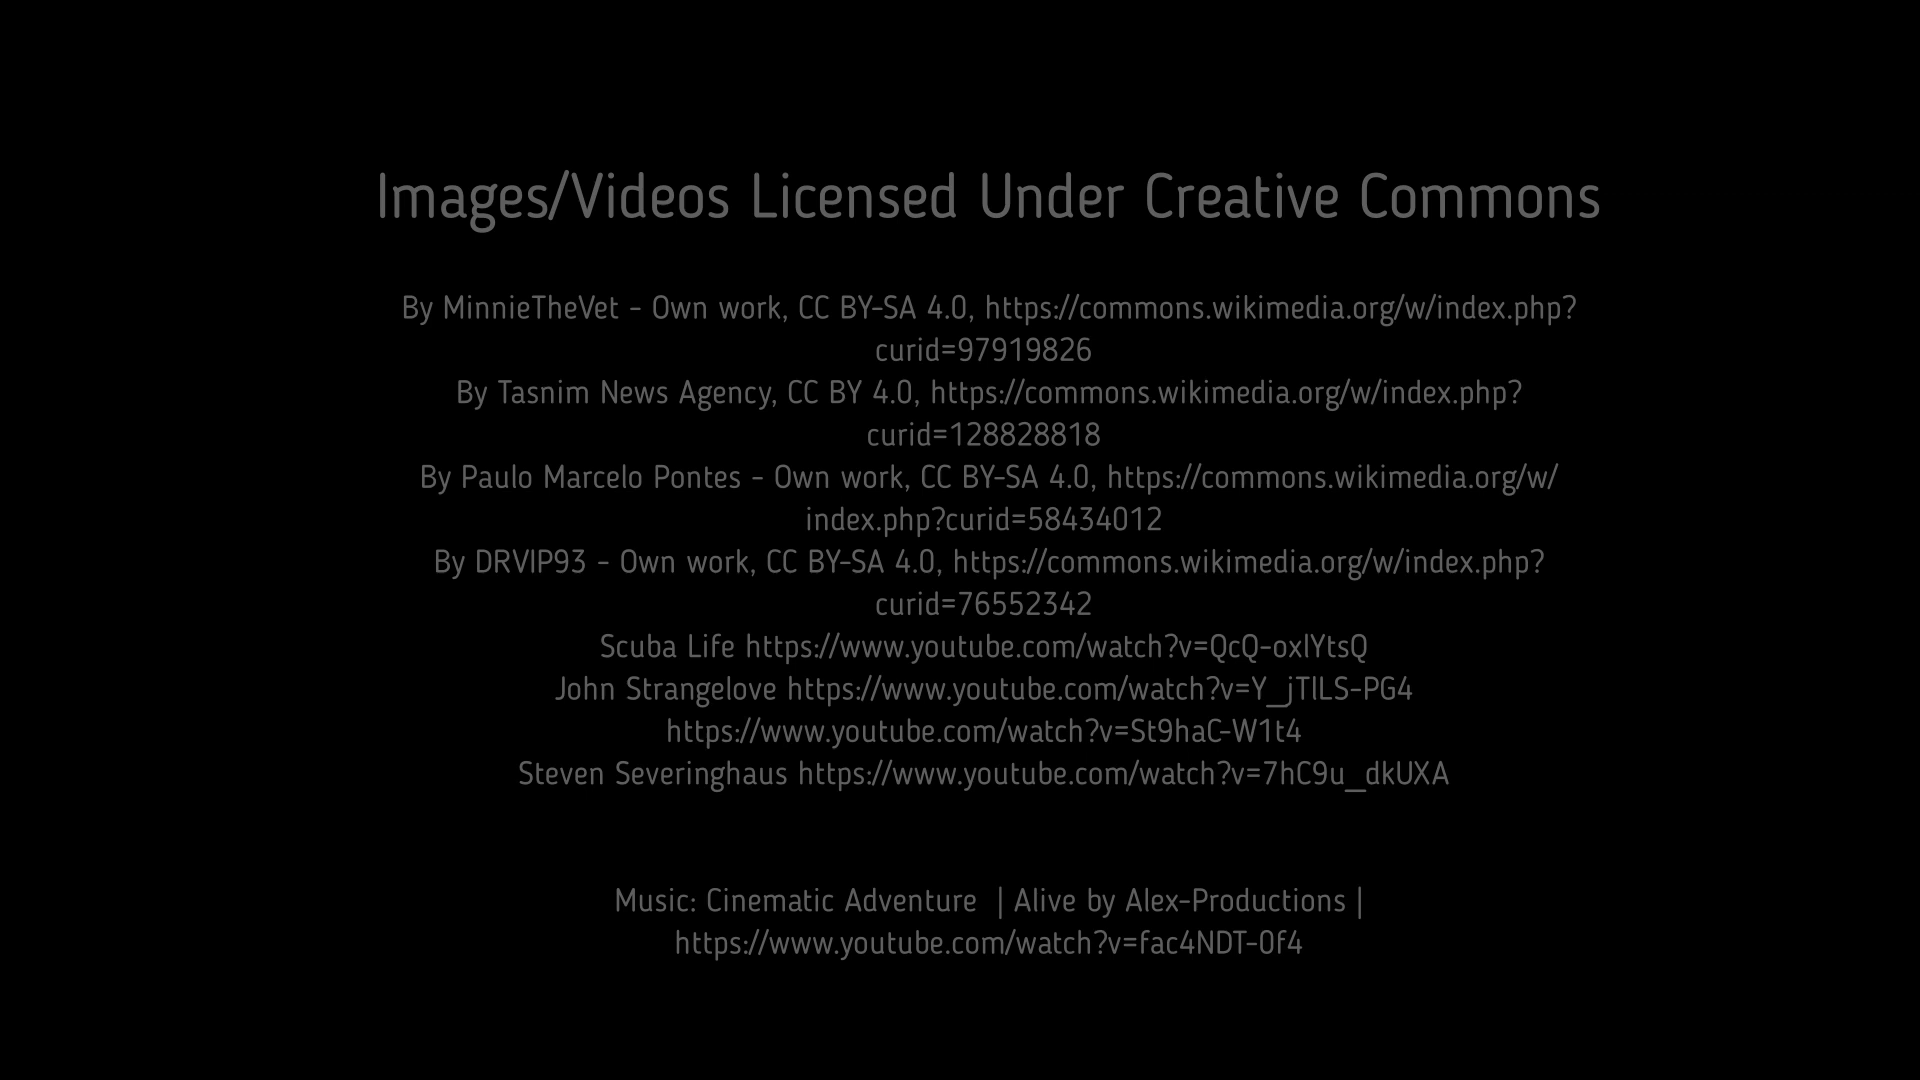 Images/Videos Licensed Under Creative Commons
By MinnieTheVet - Own work, CC BY-SA 4.0, https://commons.wikimedia.org/w/index.php?
curid=97919826
By Tasnim News Agency, CC BY 4.0, https://commons.wikimedia.org/w/index.php?
curid=128828818
By Paulo Marcelo Pontes - Own work, CC BY-SA 4.0, https://commons.wikimedia.org/w/
index.php?curid=58434012
By DRVIP93 - Own work, CC BY-SA 4.0, https://commons.wikimedia.org/w/index.php?
curid=76552342
Scuba Life https://www.youtube.com/watch?v=QcQ-oxlYtsQ
John Strangelove https://www.youtube.com/watch?v=Y_jTlLS-PG4
https://www.youtube.com/watch?v=St9haC-W1t4
Steven Severinghaus https://www.youtube.com/watch?v=7hC9u_dkUXA
Music: Cinematic Adventure | Alive by Alex-Productions |
https://www.youtube.com/watch?v=fac4NDT-0f4